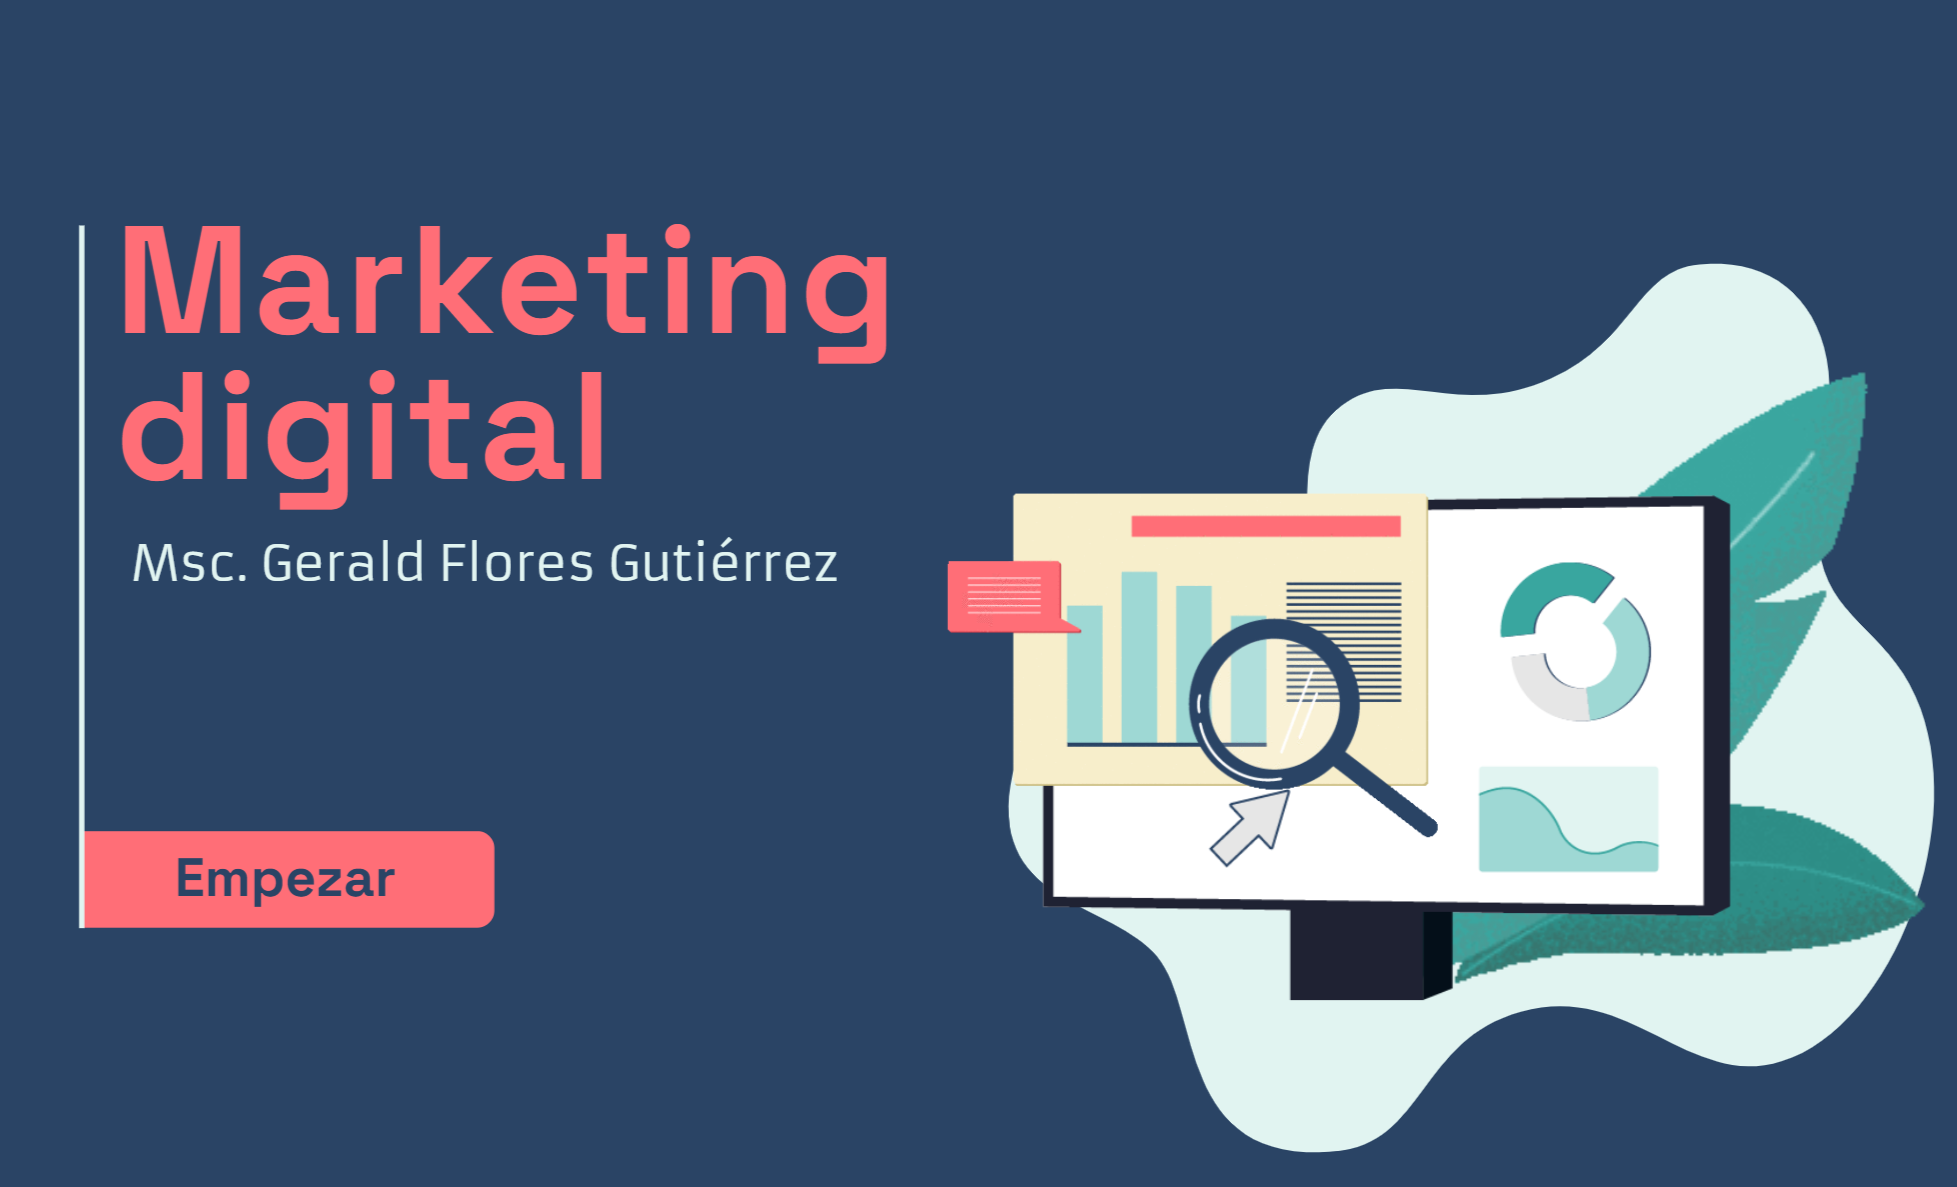 Marketing
digital
Msc. Gerald Flores Gutiérrez
Empezar